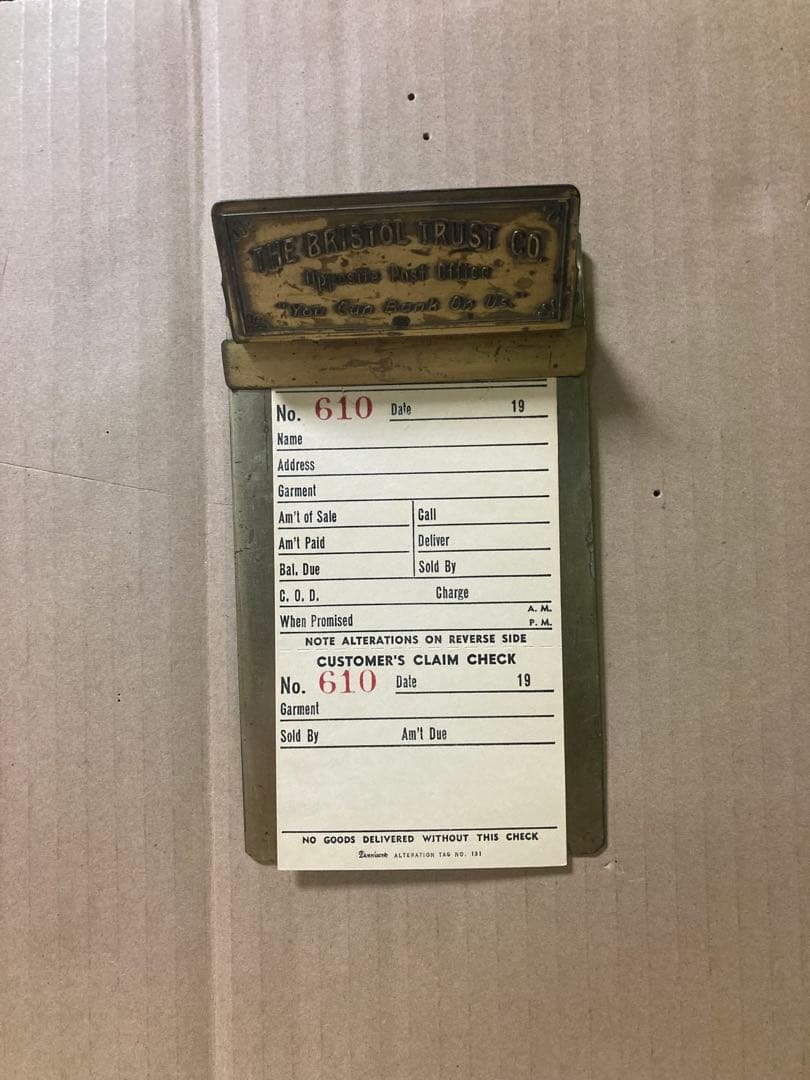 THE BRISTOL TRUST CO.
Opposite Post Office
"You Can Bank On Us."
No. 610 Date 19
Name
Address
Garment
Am't of Sale Call
Am't Paid Deliver
Bal. Due Sold By
C. O. D. Charge
A. M.
When Promised P. M.
NOTE ALTERATIONS ON REVERSE SIDE
CUSTOMER'S CLAIM CHECK
No. 610 Date 19
Garment
Sold By Am't Due
NO GOODS DELIVERED WITHOUT THIS CHECK
Dennison ALTERATION TAG NO. 131